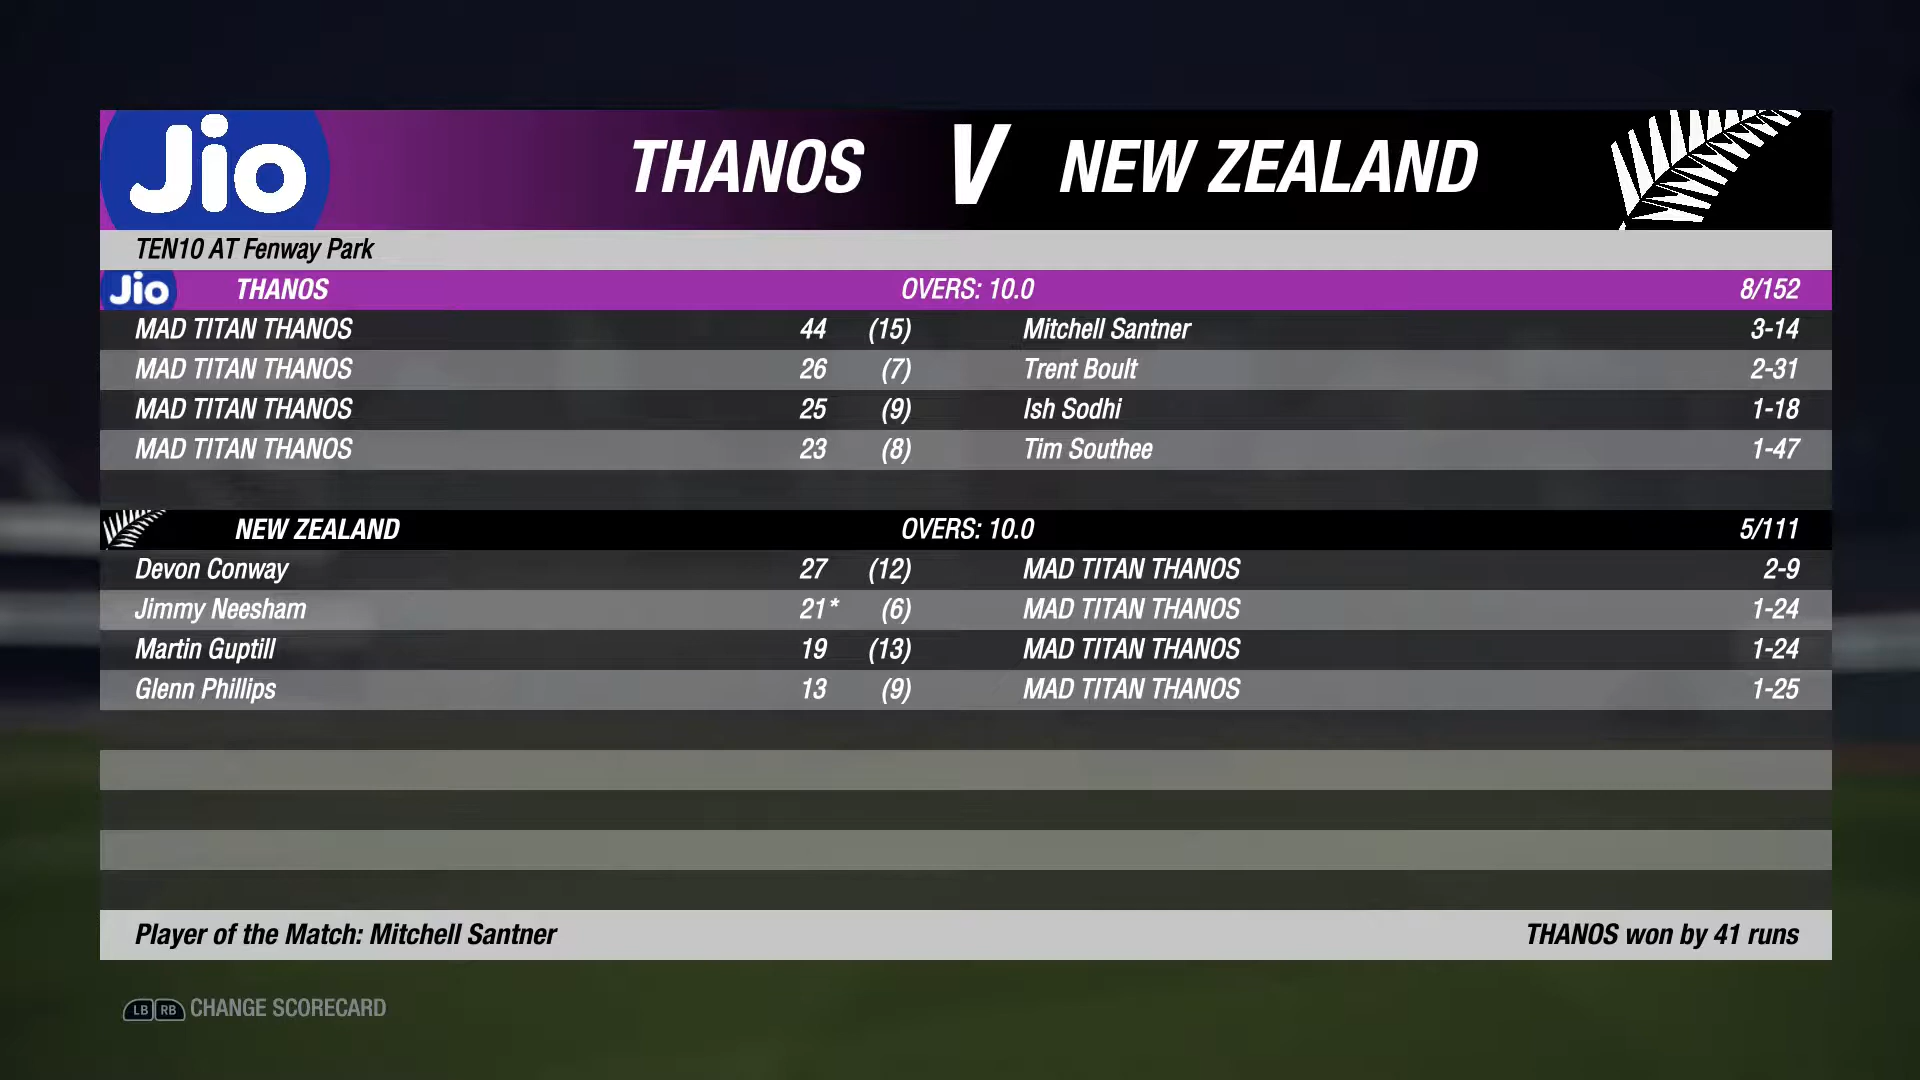 Jio THANOS V NEW ZEALAND
TEN10 AT Fenway Park
Jio THANOS OVERS: 10.0 8/152
MAD TITAN THANOS 44 (15) Mitchell Santner 3-14
MAD TITAN THANOS 26 (7) Trent Boult 2-31
MAD TITAN THANOS 25 (9) Ish Sodhi 1-18
MAD TITAN THANOS 23 (8) Tim Southee 1-47
NEW ZEALAND OVERS: 10.0 5/111
Devon Conway 27 (12) MAD TITAN THANOS 2-9
Jimmy Neesham 21* (6) MAD TITAN THANOS 1-24
Martin Guptill 19 (13) MAD TITAN THANOS 1-24
Glenn Phillips 13 (9) MAD TITAN THANOS 1-25
Player of the Match: Mitchell Santner THANOS won by 41 runs
LB RB CHANGE SCORECARD